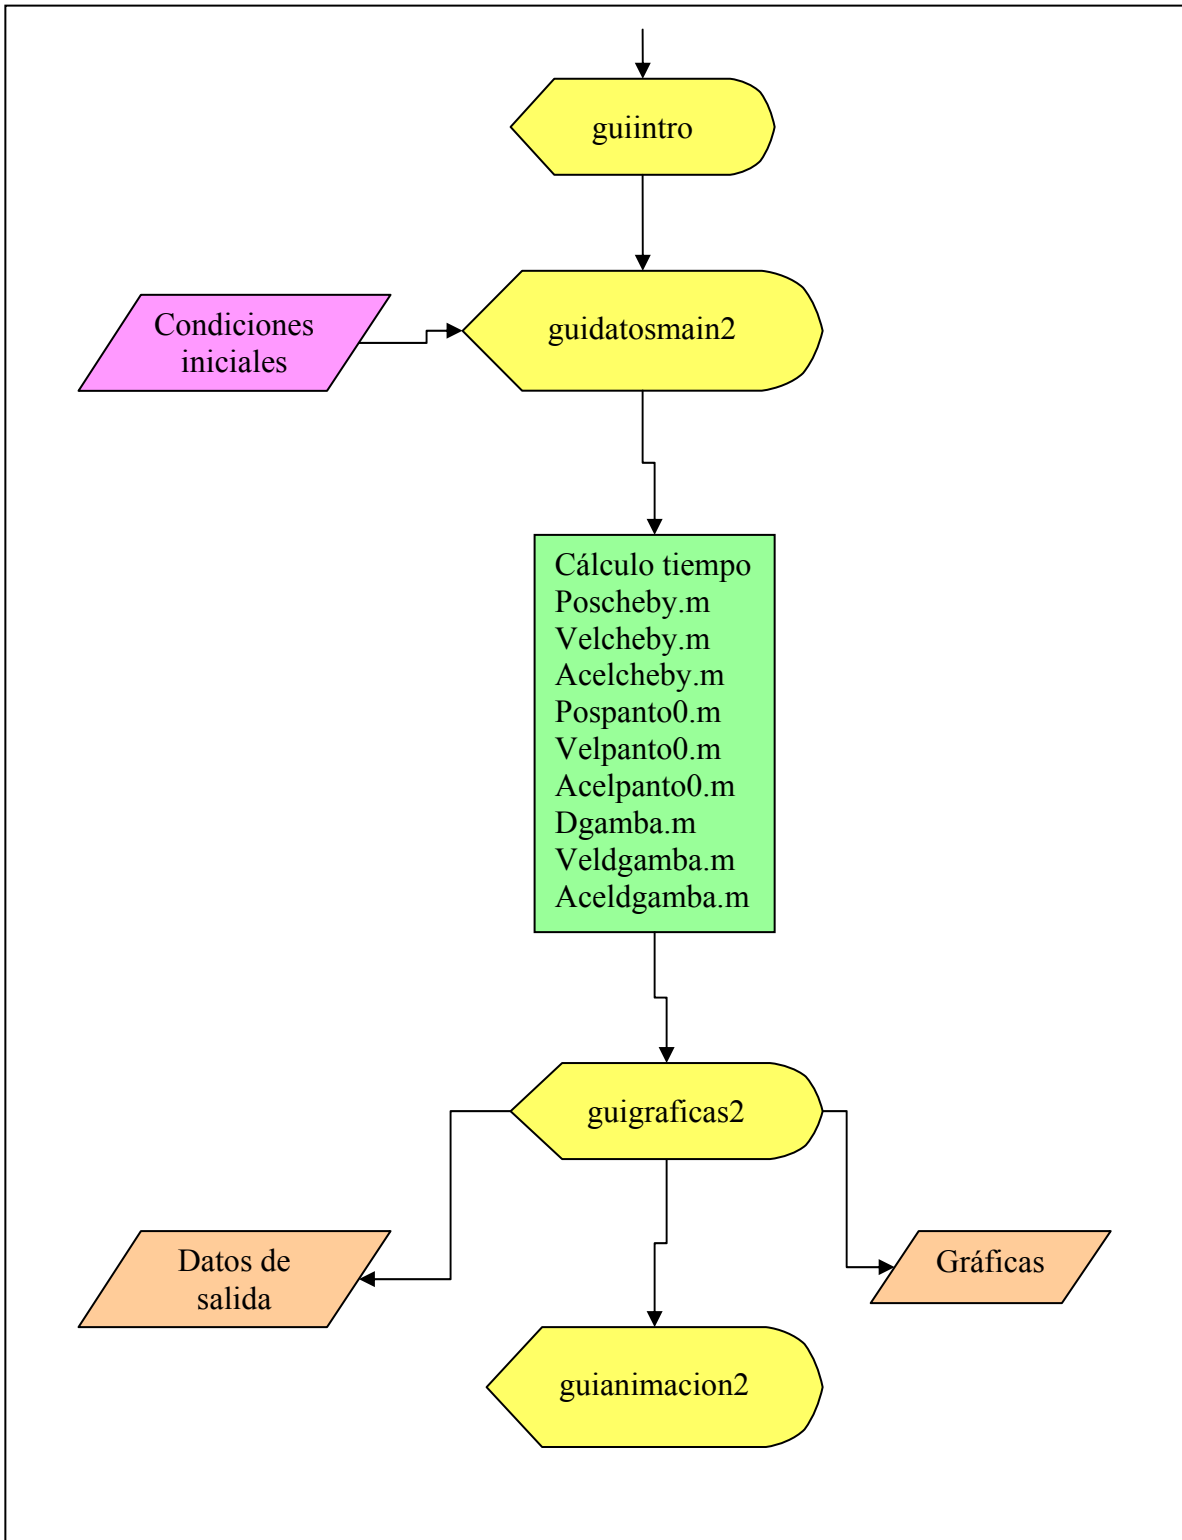 guiintro
Condiciones
iniciales
guidatosmain2
Cálculo tiempo
Poscheby.m
Velcheby.m
Acelcheby.m
Pospanto0.m
Velpanto0.m
Acelpanto0.m
Dgamba.m
Veldgamba.m
Aceldgamba.m
guigraficas2
Datos de
salida
Gráficas
guianimacion2